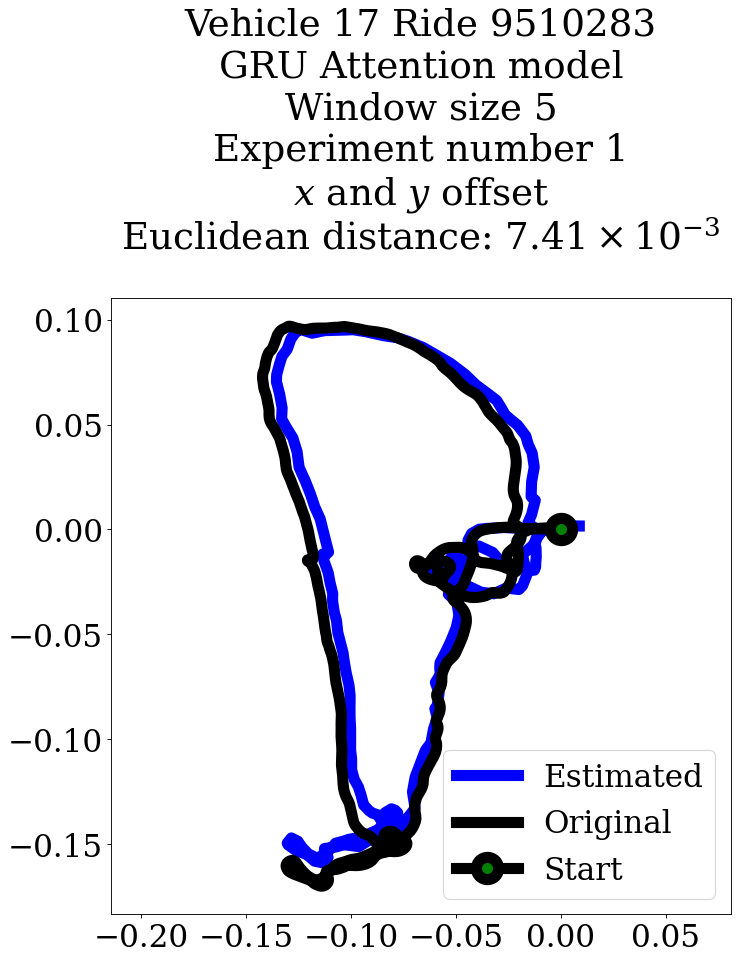 Vehicle 17 Ride 9510283
GRU Attention model
Window size 5
Experiment number 1
x and y offset
Euclidean distance: 7.41 × 10⁻³
0.10
0.05
0.00
−0.05
−0.10
−0.15
Estimated
Original
Start
−0.20 −0.15 −0.10 −0.05 0.00 0.05